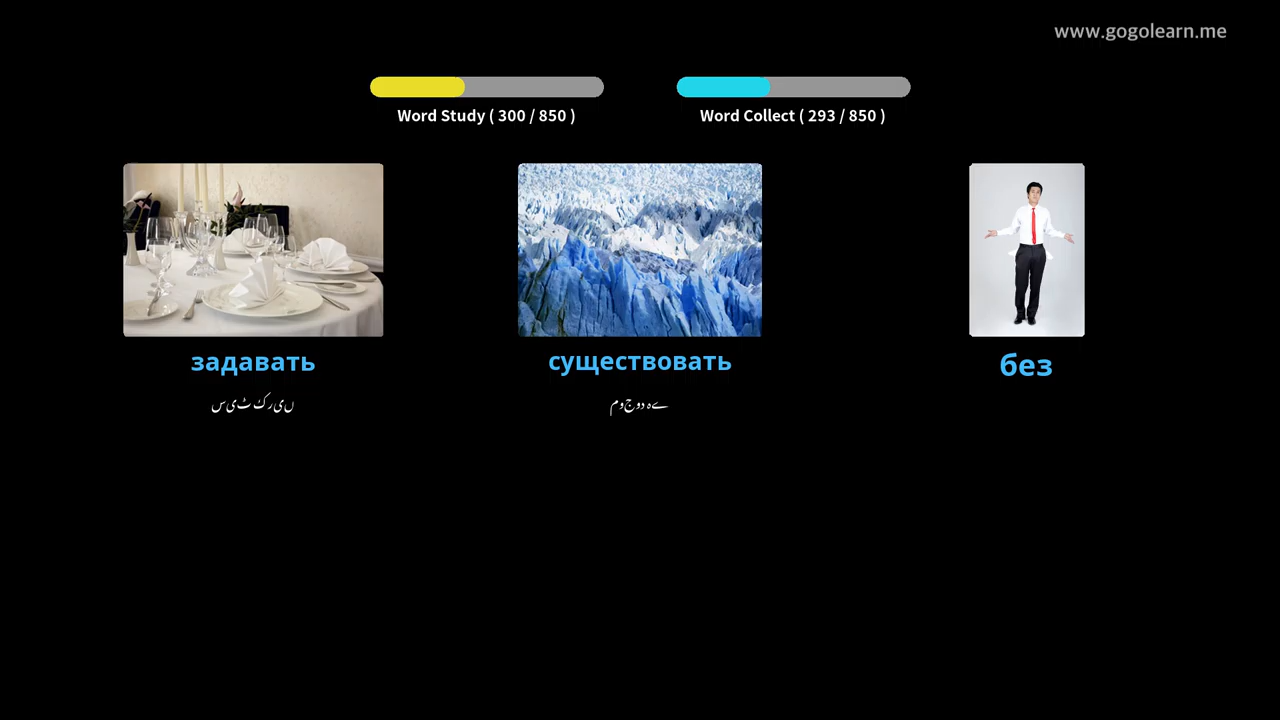 www.gogolearn.me
Word Study ( 300 / 850 )
Word Collect ( 293 / 850 )
задавать
существовать
без
سیٹ کریں
موجود ہے